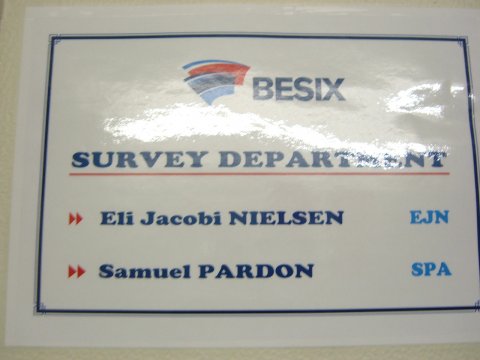 BESIX
SURVEY DEPARTMENT
Eli Jacobi NIELSEN EJN
Samuel PARDON SPA